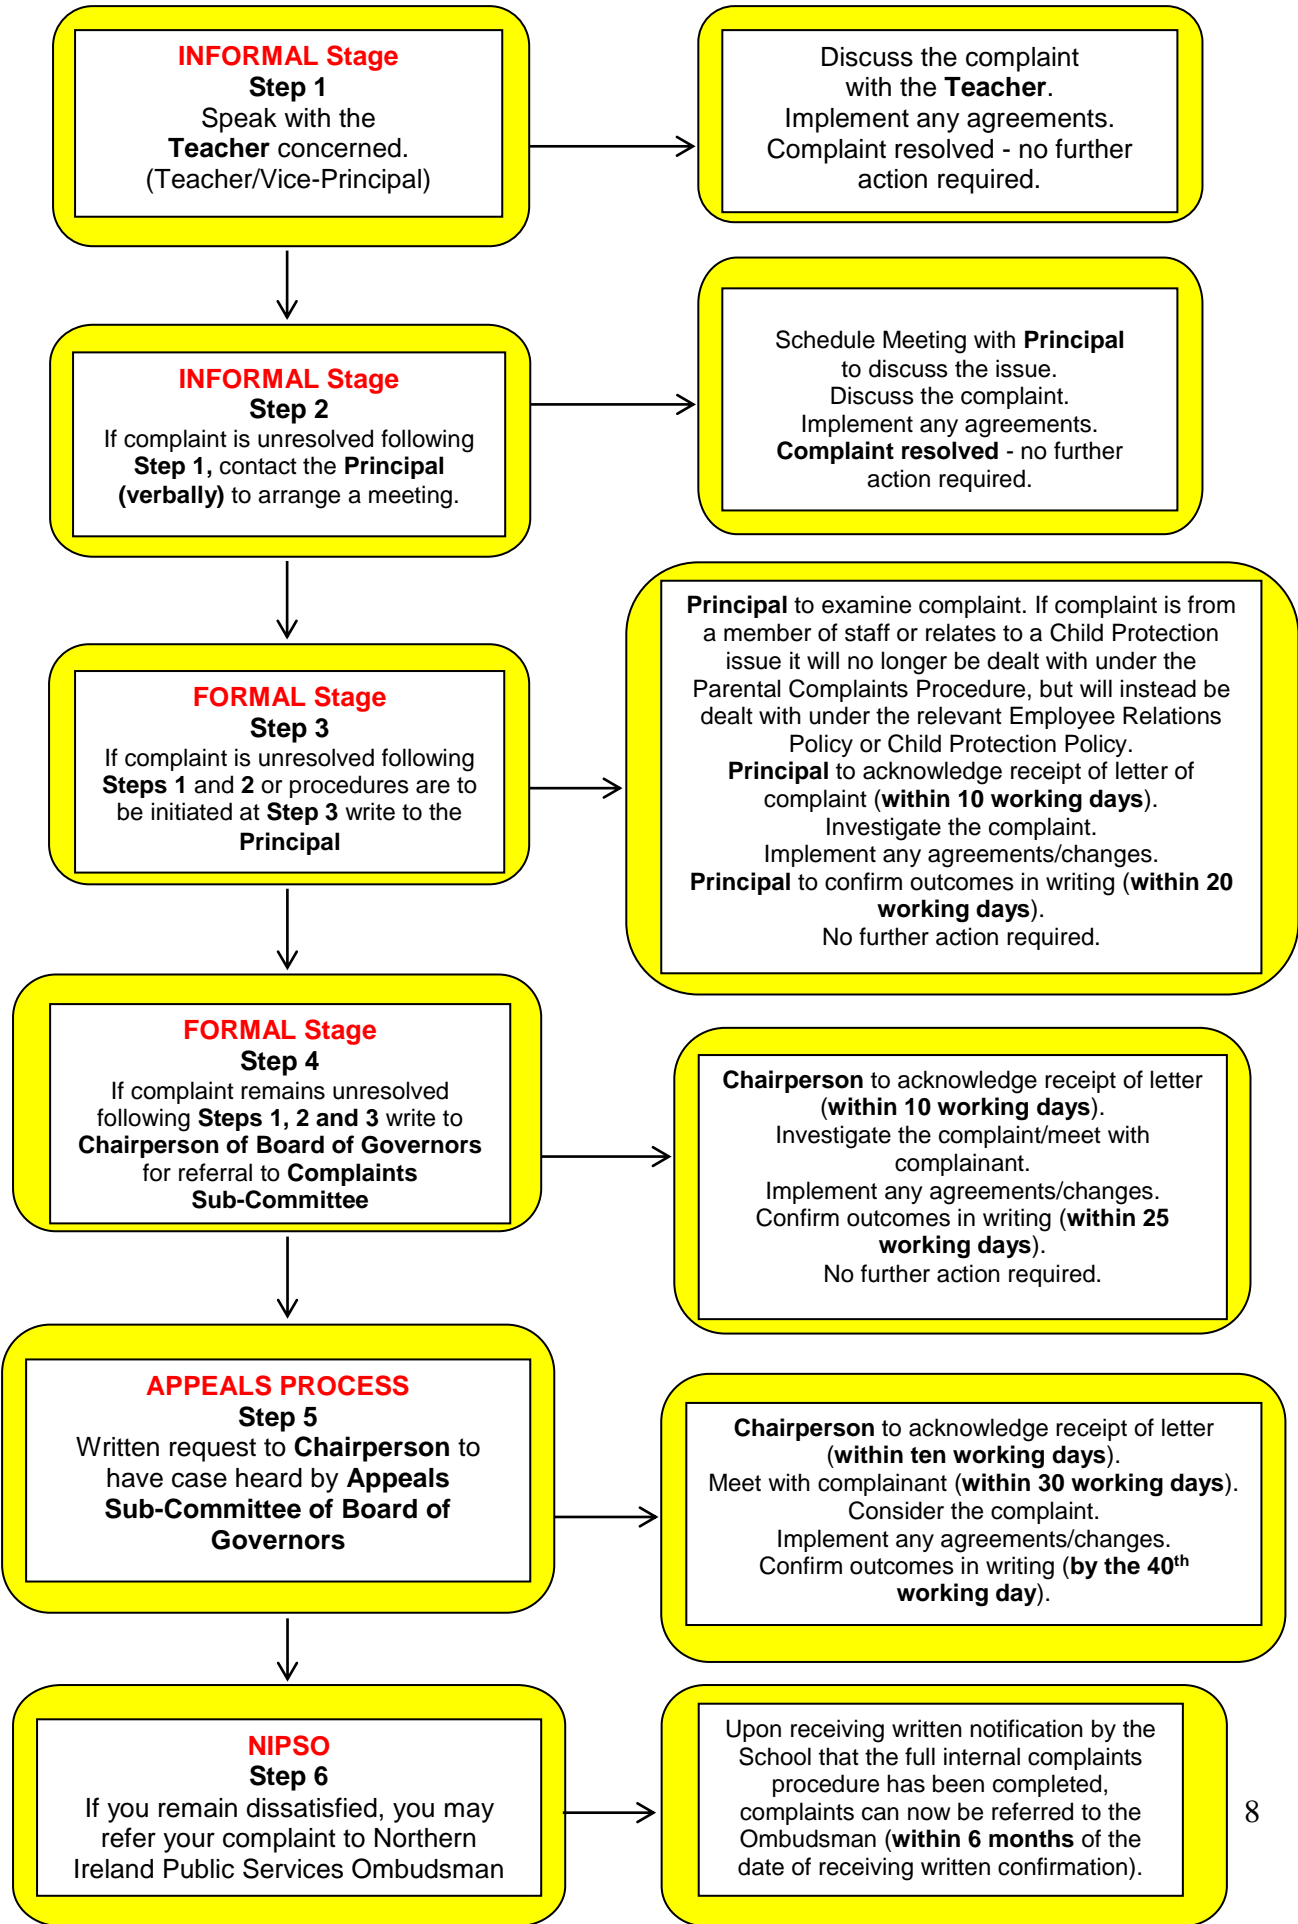 INFORMAL Stage
Step 1
Speak with the
Teacher concerned.
(Teacher/Vice-Principal)
Discuss the complaint
with the Teacher.
Implement any agreements.
Complaint resolved - no further
action required.
INFORMAL Stage
Step 2
If complaint is unresolved following
Step 1, contact the Principal
(verbally) to arrange a meeting.
Schedule Meeting with Principal
to discuss the issue.
Discuss the complaint.
Implement any agreements.
Complaint resolved - no further
action required.
FORMAL Stage
Step 3
If complaint is unresolved following
Steps 1 and 2 or procedures are to
be initiated at Step 3 write to the
Principal
Principal to examine complaint. If complaint is from
a member of staff or relates to a Child Protection
issue it will no longer be dealt with under the
Parental Complaints Procedure, but will instead be
dealt with under the relevant Employee Relations
Policy or Child Protection Policy.
Principal to acknowledge receipt of letter of
complaint (within 10 working days).
Investigate the complaint.
Implement any agreements/changes.
Principal to confirm outcomes in writing (within 20
working days).
No further action required.
FORMAL Stage
Step 4
If complaint remains unresolved
following Steps 1, 2 and 3 write to
Chairperson of Board of Governors
for referral to Complaints
Sub-Committee
Chairperson to acknowledge receipt of letter
(within 10 working days).
Investigate the complaint/meet with
complainant.
Implement any agreements/changes.
Confirm outcomes in writing (within 25
working days).
No further action required.
APPEALS PROCESS
Step 5
Written request to Chairperson to
have case heard by Appeals
Sub-Committee of Board of
Governors
Chairperson to acknowledge receipt of letter
(within ten working days).
Meet with complainant (within 30 working days).
Consider the complaint.
Implement any agreements/changes.
Confirm outcomes in writing (by the 40th
working day).
NIPSO
Step 6
If you remain dissatisfied, you may
refer your complaint to Northern
Ireland Public Services Ombudsman
Upon receiving written notification by the
School that the full internal complaints
procedure has been completed,
complaints can now be referred to the
Ombudsman (within 6 months of the
date of receiving written confirmation).
8